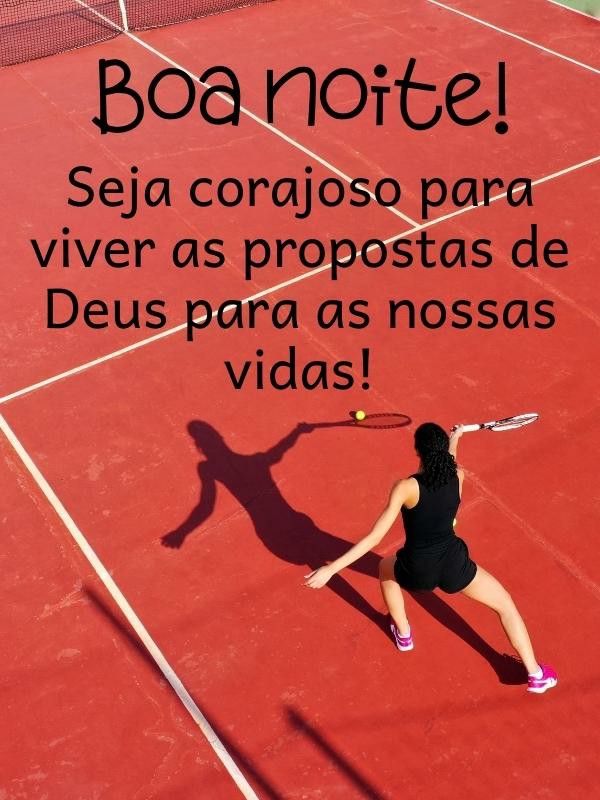 Boa noite!
Seja corajoso para
viver as propostas de
Deus para as nossas
vidas!